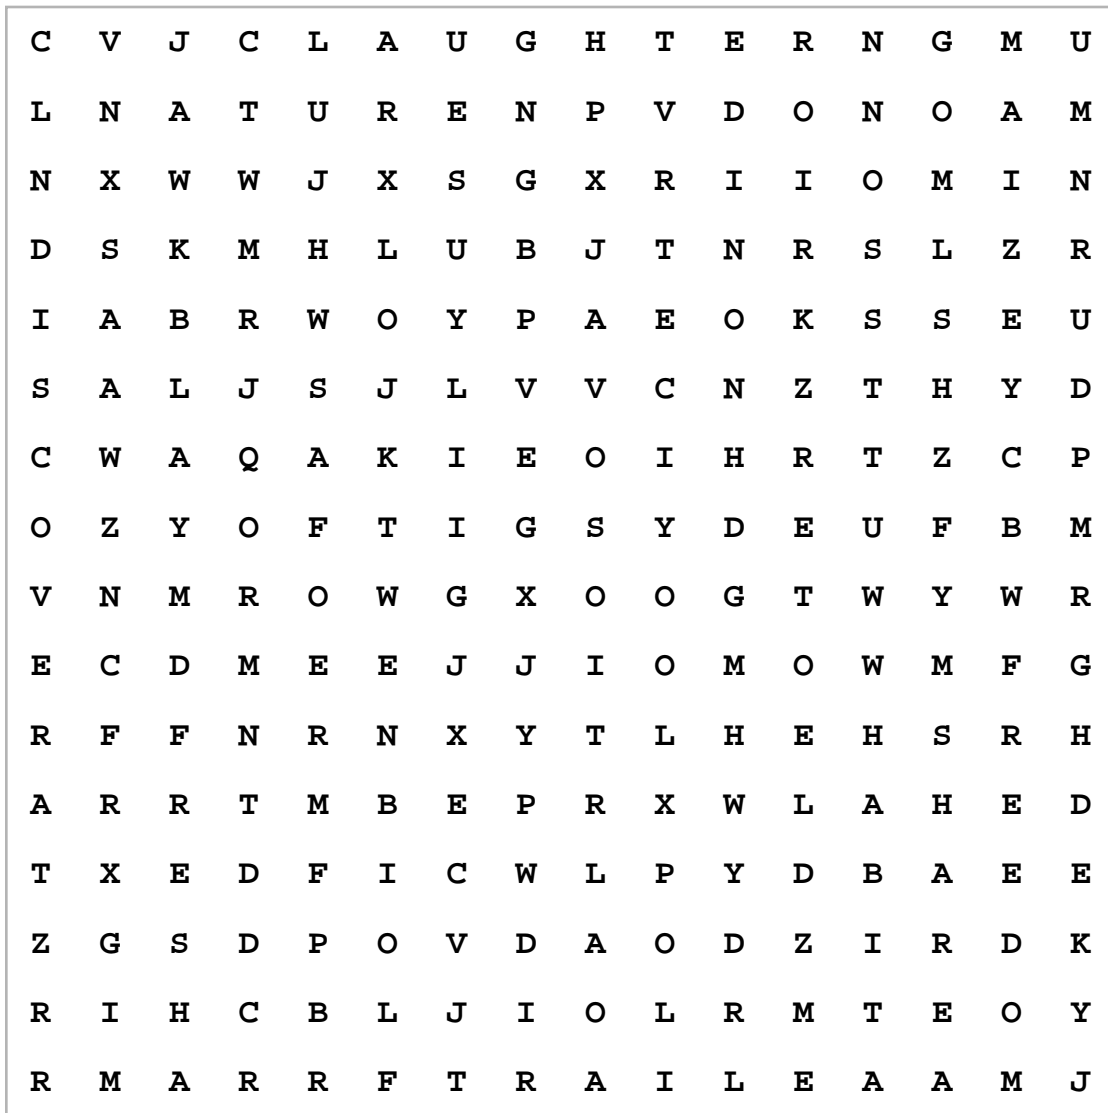 C V J C L A U G H T E R N G M U
L N A T U R E N P V D O N O A M
N X W W J X S G X R I I O M I N
D S K M H L U B J T N R S L Z R
I A B R W O Y P A E O K S S E U
S A L J S J L V V C N Z T H Y D
C W A Q A K I E O I H R T Z C P
O Z Y O F T I G S Y D E U F B M
V N M R O W G X O O G T W Y W R
E C D M E E J J I O M O W M F G
R F F N R N X Y T L H E H S R H
A R R T M B E P R X W L A H E D
T X E D F I C W L P Y D B A E E
Z G S D P O V D A O D Z I R D K
R I H C B L J I O L R M T E O Y
R M A R R F T R A I L E A A M J